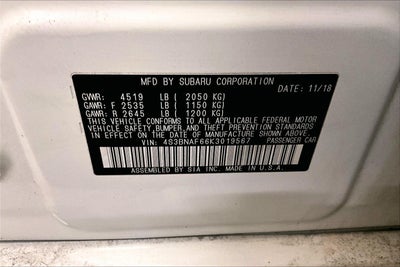 MFD BY SUBARU CORPORATION
DATE: 11/18
GVWR: 4519 LB ( 2050 KG)
GAWR: F 2535 LB ( 1150 KG)
GAWR: R 2645 LB ( 1200 KG)
THIS VEHICLE CONFORMS TO ALL APPLICABLE FEDERAL MOTOR
VEHICLE SAFETY, BUMPER, AND THEFT PREVENTION STANDARDS
IN EFFECT ON THE DATE OF MANUFACTURE SHOWN ABOVE.
VIN: 4S3BNAF66K3019567 PASSENGER CAR
ASSEMBLED BY SIA INC. MADE IN U.S.A.